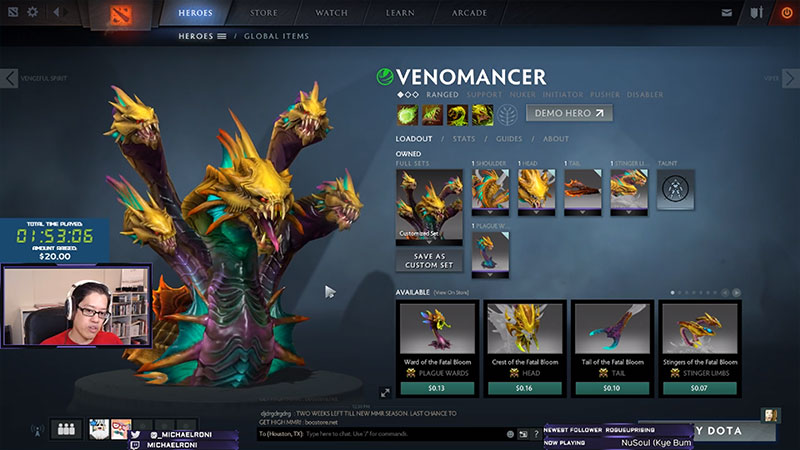 HEROES STORE WATCH LEARN ARCADE
HEROES / GLOBAL ITEMS
VENGEFUL SPIRIT
VIPER
VENOMANCER
RANGED SUPPORT NUKER INITIATOR PUSHER DISABLER
DEMO HERO
LOADOUT / STATS / GUIDES / ABOUT
OWNED
FULL SETS
1 SHOULDER
1 HEAD
1 TAIL
1 STINGER LI...
TAUNT
Customized Set
SAVE AS
CUSTOM SET
1 PLAGUE W...
TOTAL TIME PLAYED:
01:53:06
AMOUNT RAISED:
$20.00
AVAILABLE (View On Store)
Ward of the Fatal Bloom
PLAGUE WARDS
$0.13
Crest of the Fatal Bloom
HEAD
$0.16
Tail of the Fatal Bloom
TAIL
$0.10
Stingers of the Fatal Bloom
STINGER LIMBS
$0.07
djdrgdrgdrg : TWO WEEKS LEFT TILL NEW MMR SEASON. LAST CHANCE TO
GET HIGH MMR! : boostore.net
To (Houston, TX): Type here to chat. Use '/' for commands.
@_MICHAELRONI
MICHAELRONI
NEWEST FOLLOWER ROGUEUPRISING
NOW PLAYING NuSoul (Kye Bum
Y DOTA